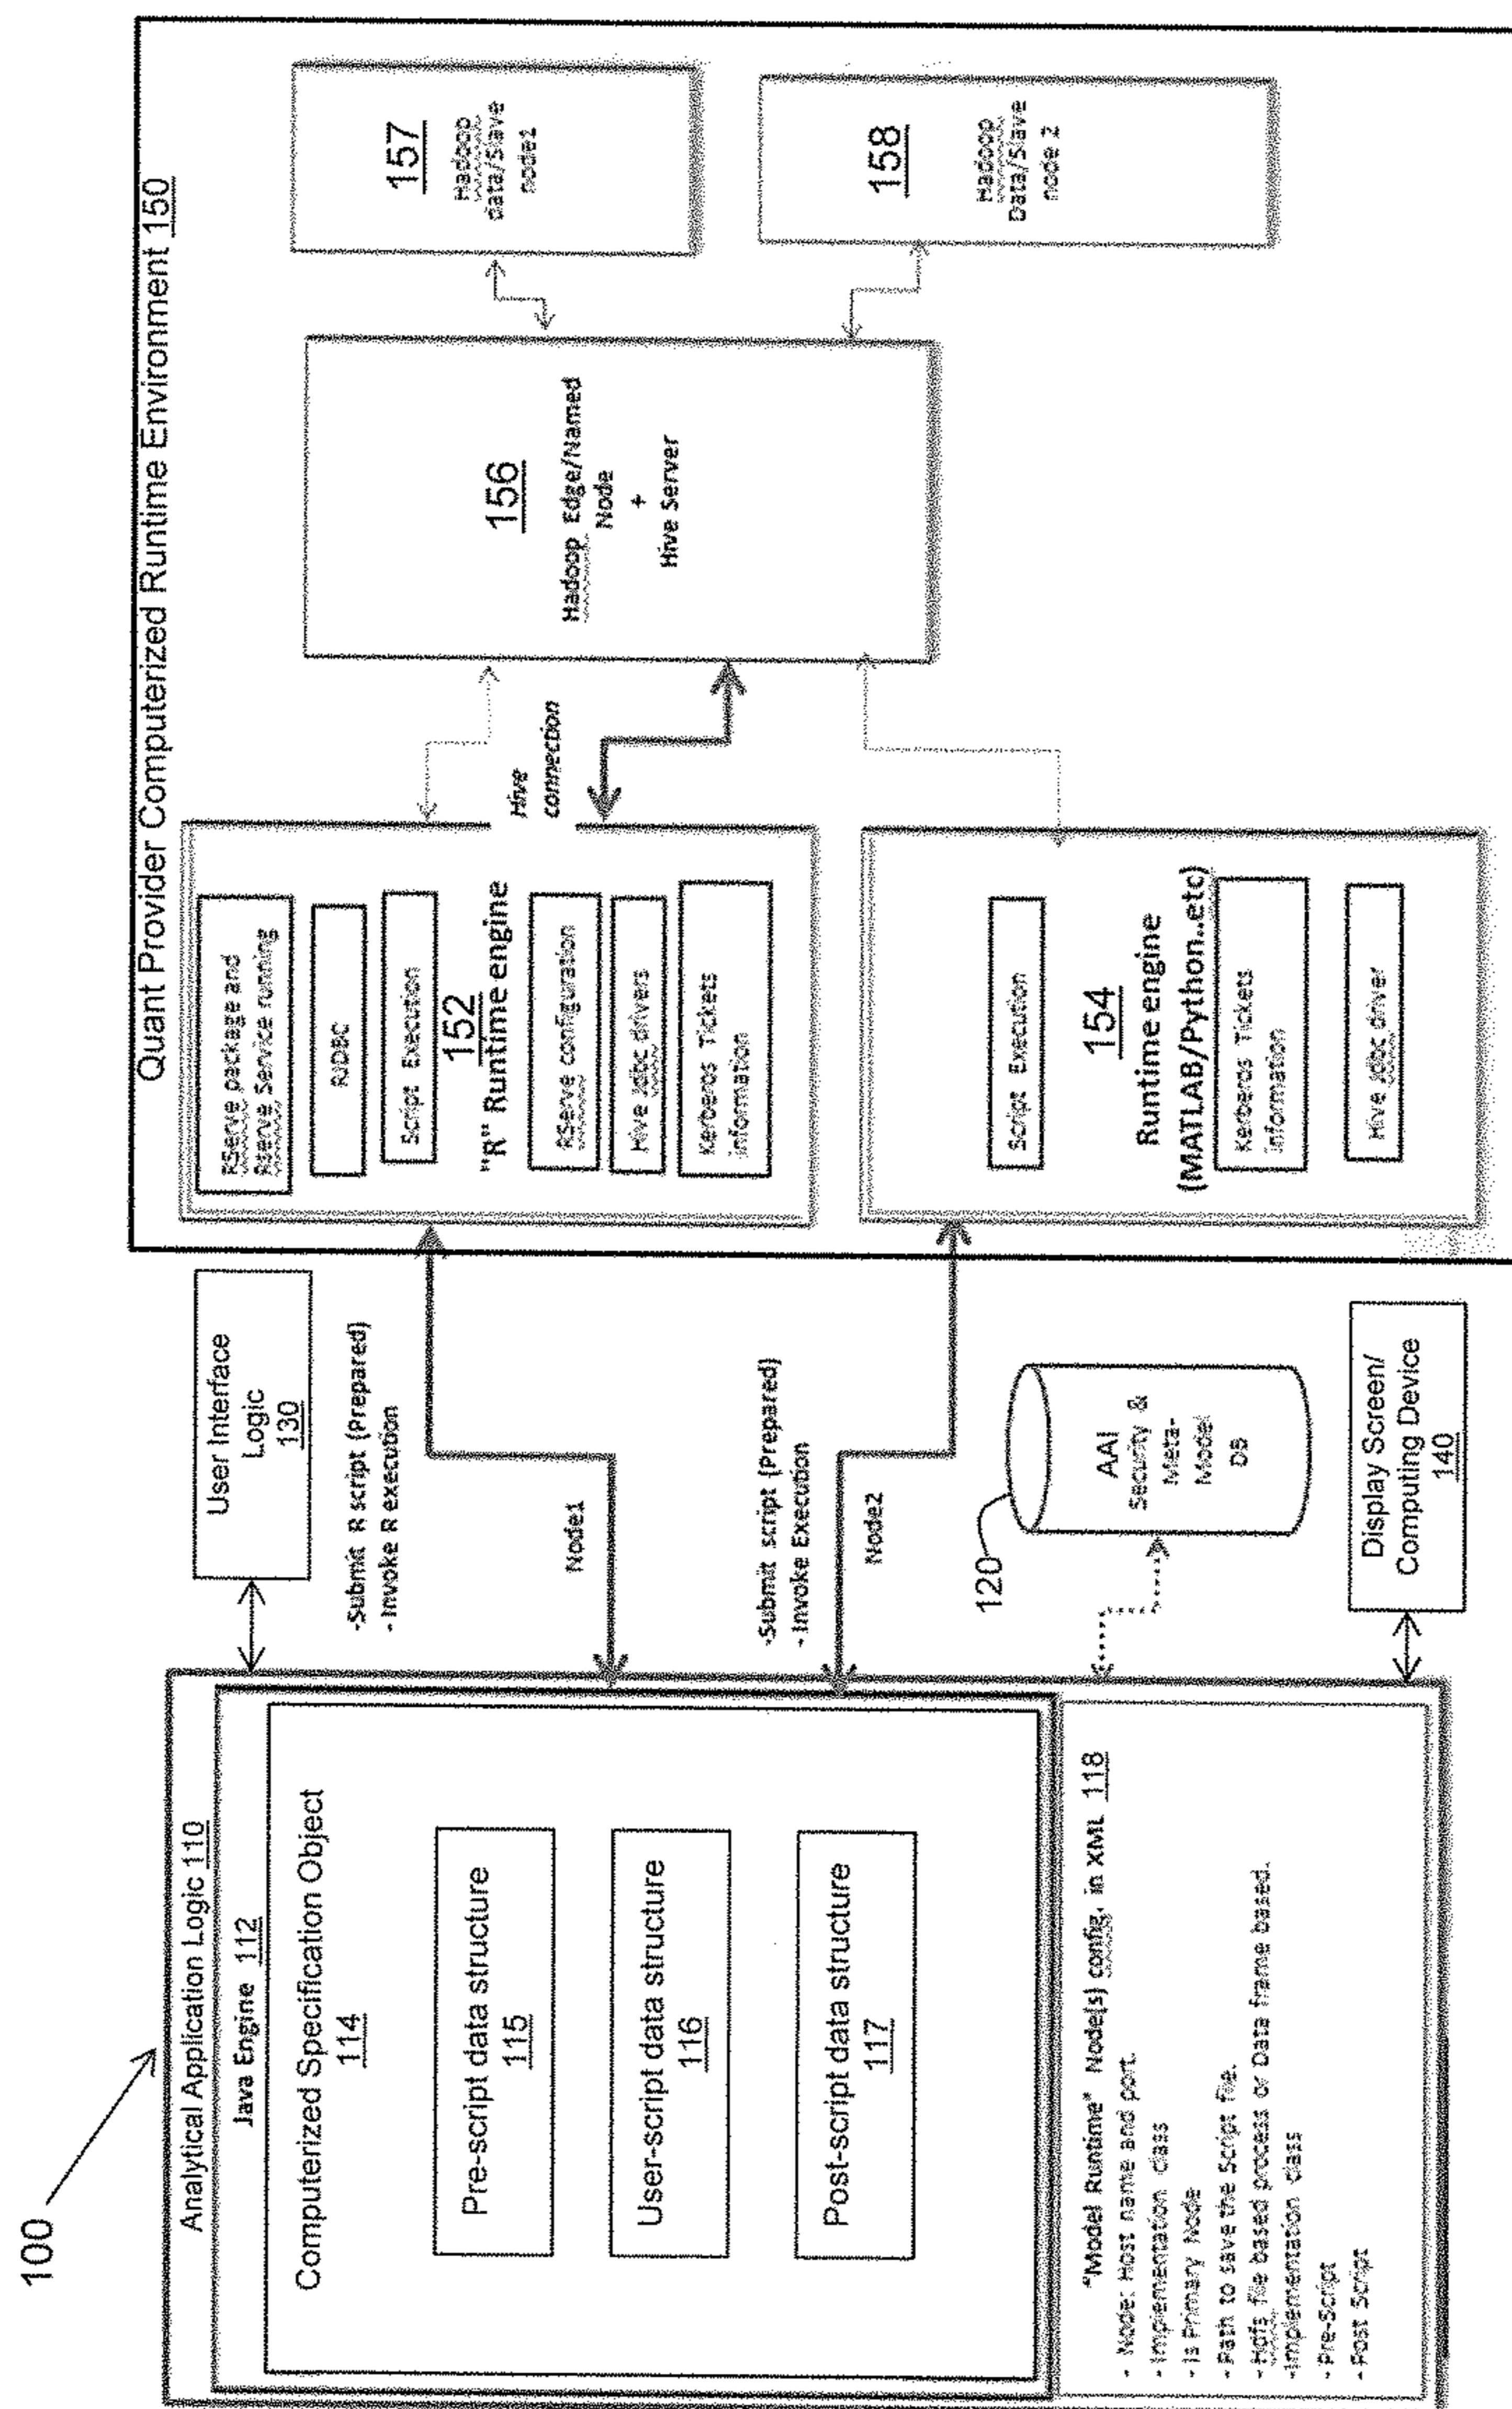 100
Analytical Application Logic 110
Java Engine 112
Computerized Specification Object
114
Pre-script data structure
115
User-script data structure
116
Post-script data structure
117
"Model Runtime" Node(s) config. in XML 118
- Node: Host name and port.
- Implementation class
- Is Primary Node
- Path to save the Script file.
- Hdfs file based process or Data frame based.
-Implementation class
- Pre-Script
- Post Script
User Interface
Logic
130
-Submit R script (Prepared)
- Invoke R execution
Node1
-Submit script (Prepared)
- Invoke Execution
Node2
120
AAI
Security &
Meta-
Model
DB
Display Screen/
Computing Device
140
Quant Provider Computerized Runtime Environment 150
RServe package and
RServe Service running
RJDBC
Script Execution
152
"R" Runtime engine
RServe configuration
Hive Jdbc drivers
Kerberos Tickets
information
Script Execution
154
Runtime engine
(MATLAB/Python..etc)
Kerberos Tickets
information
Hive Jdbc driver
Hive
connection
156
Hadoop Edge/Named
Node
+
Hive Server
157
Hadoop
data/Slave
node1
158
Hadoop
Data/Slave
node 2